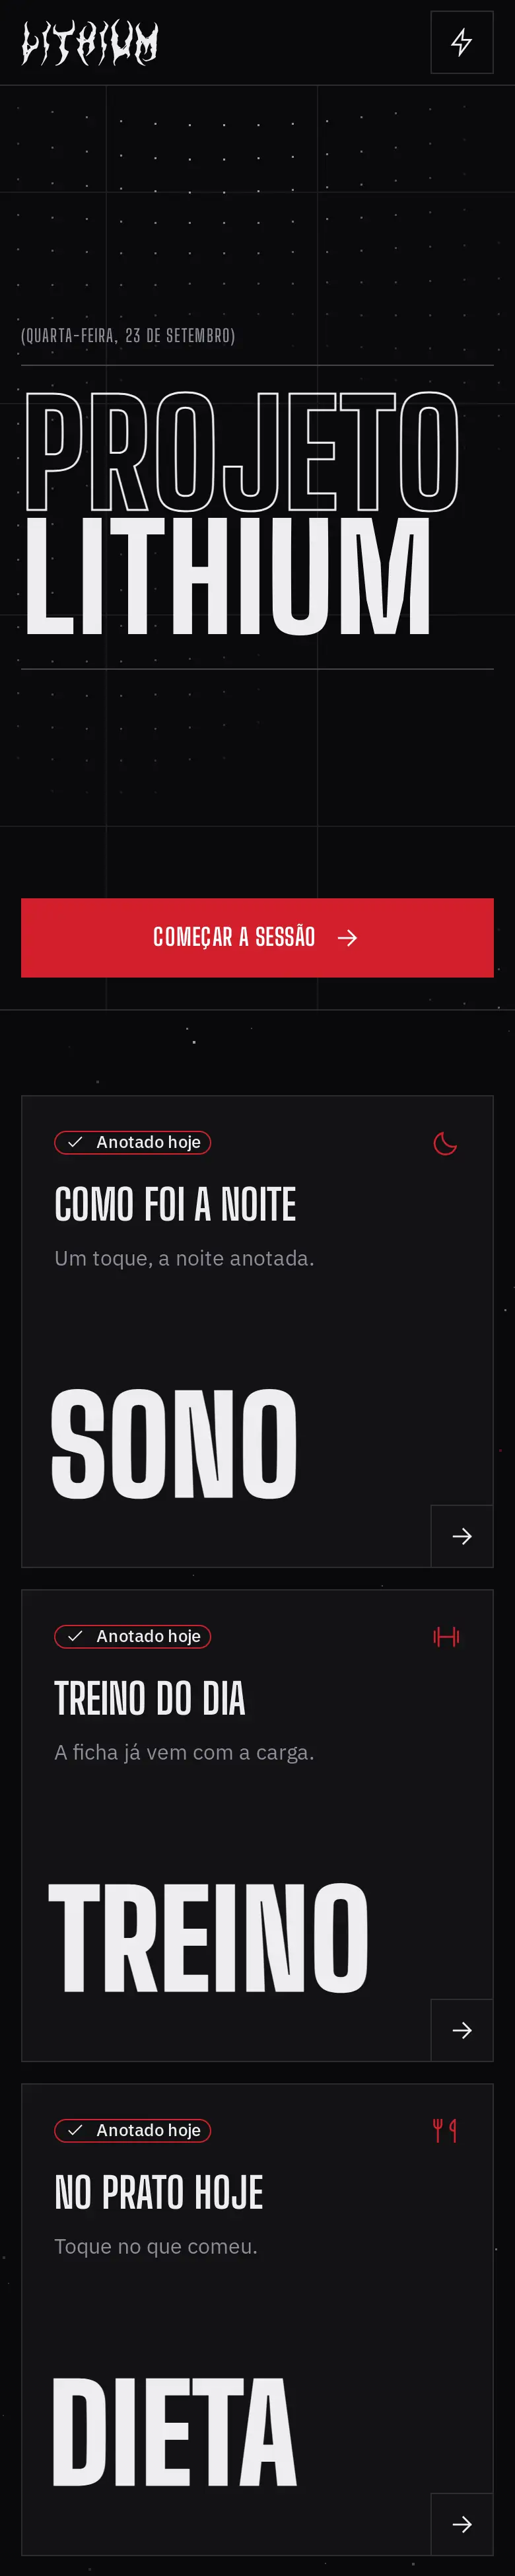 LITHIUM
(QUARTA-FEIRA, 23 DE SETEMBRO)
PROJETO
LITHIUM
COMEÇAR A SESSÃO
Anotado hoje
COMO FOI A NOITE
Um toque, a noite anotada.
SONO
Anotado hoje
TREINO DO DIA
A ficha já vem com a carga.
TREINO
Anotado hoje
NO PRATO HOJE
Toque no que comeu.
DIETA